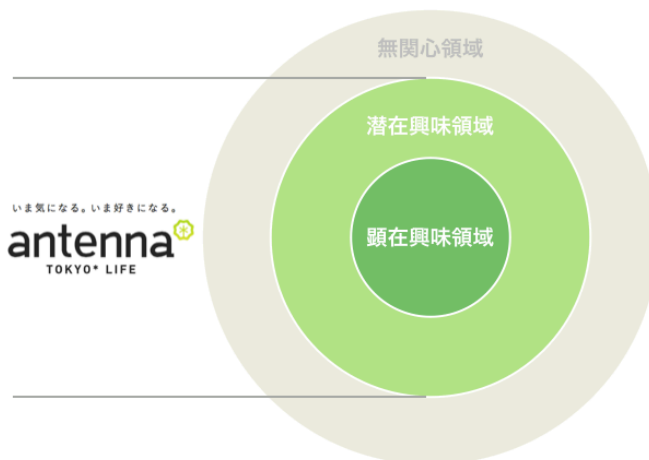 無関心領域
潜在興味領域
顕在興味領域
いま気になる。いま好きになる。
antenna*
TOKYO* LIFE